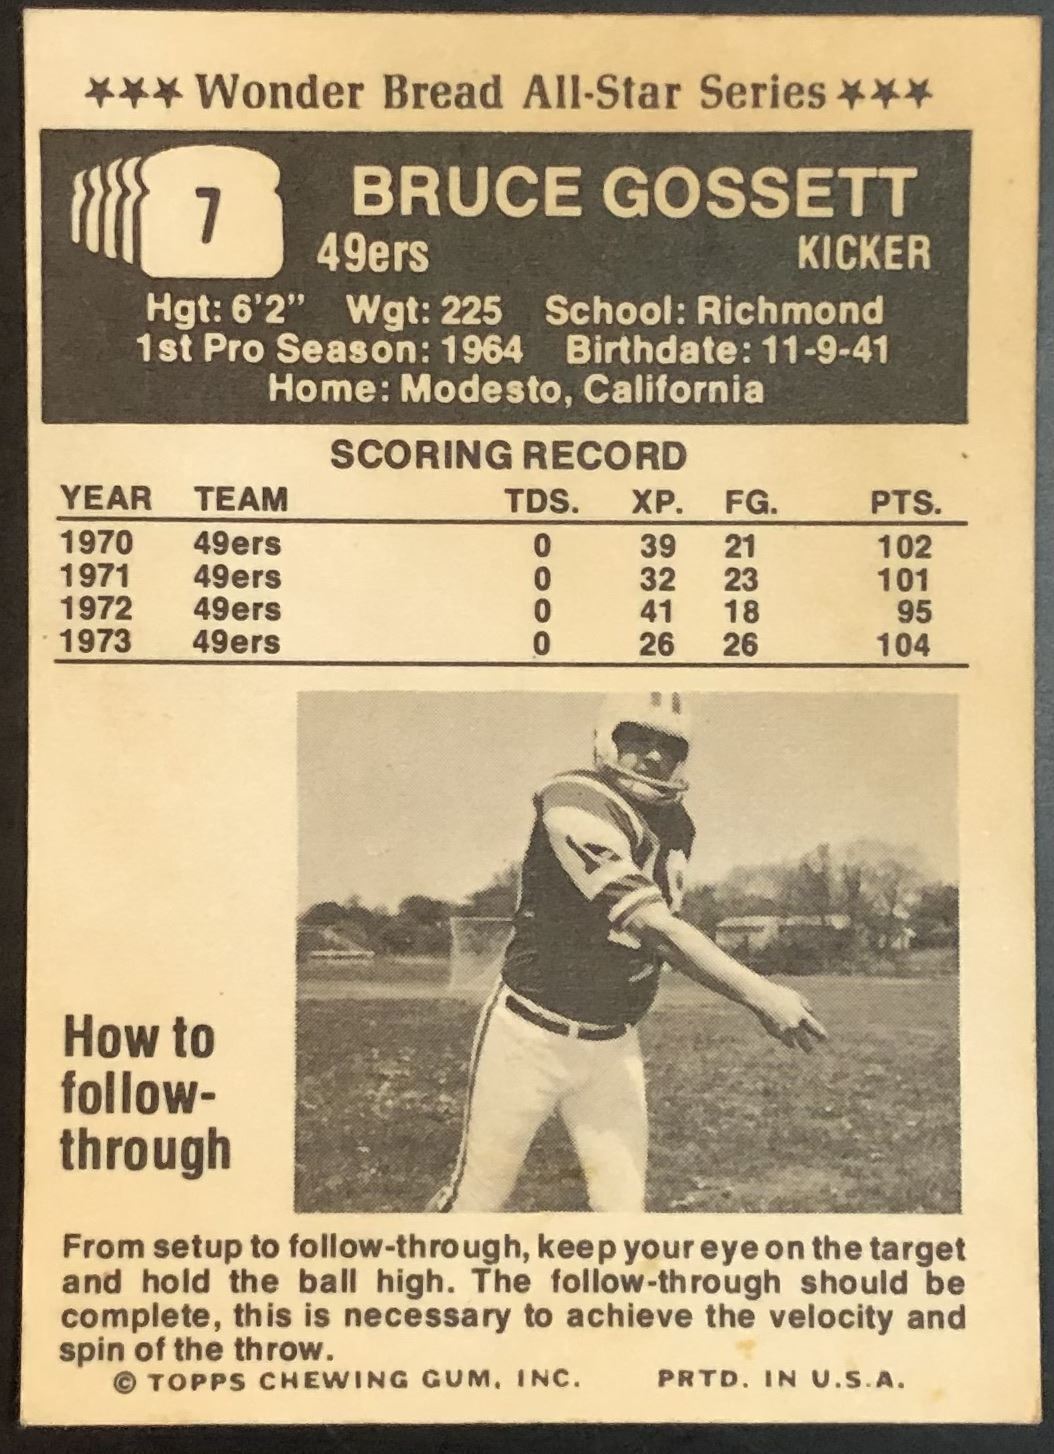 ★★★ Wonder Bread All-Star Series ★★★
7
BRUCE GOSSETT
49ers KICKER
Hgt: 6'2" Wgt: 225 School: Richmond
1st Pro Season: 1964 Birthdate: 11-9-41
Home: Modesto, California
SCORING RECORD
YEAR TEAM TDS. XP. FG. PTS.
1970 49ers 0 39 21 102
1971 49ers 0 32 23 101
1972 49ers 0 41 18 95
1973 49ers 0 26 26 104
How to
follow-
through
From setup to follow-through, keep your eye on the target
and hold the ball high. The follow-through should be
complete, this is necessary to achieve the velocity and
spin of the throw.
© TOPPS CHEWING GUM, INC. PRTD. IN U.S.A.